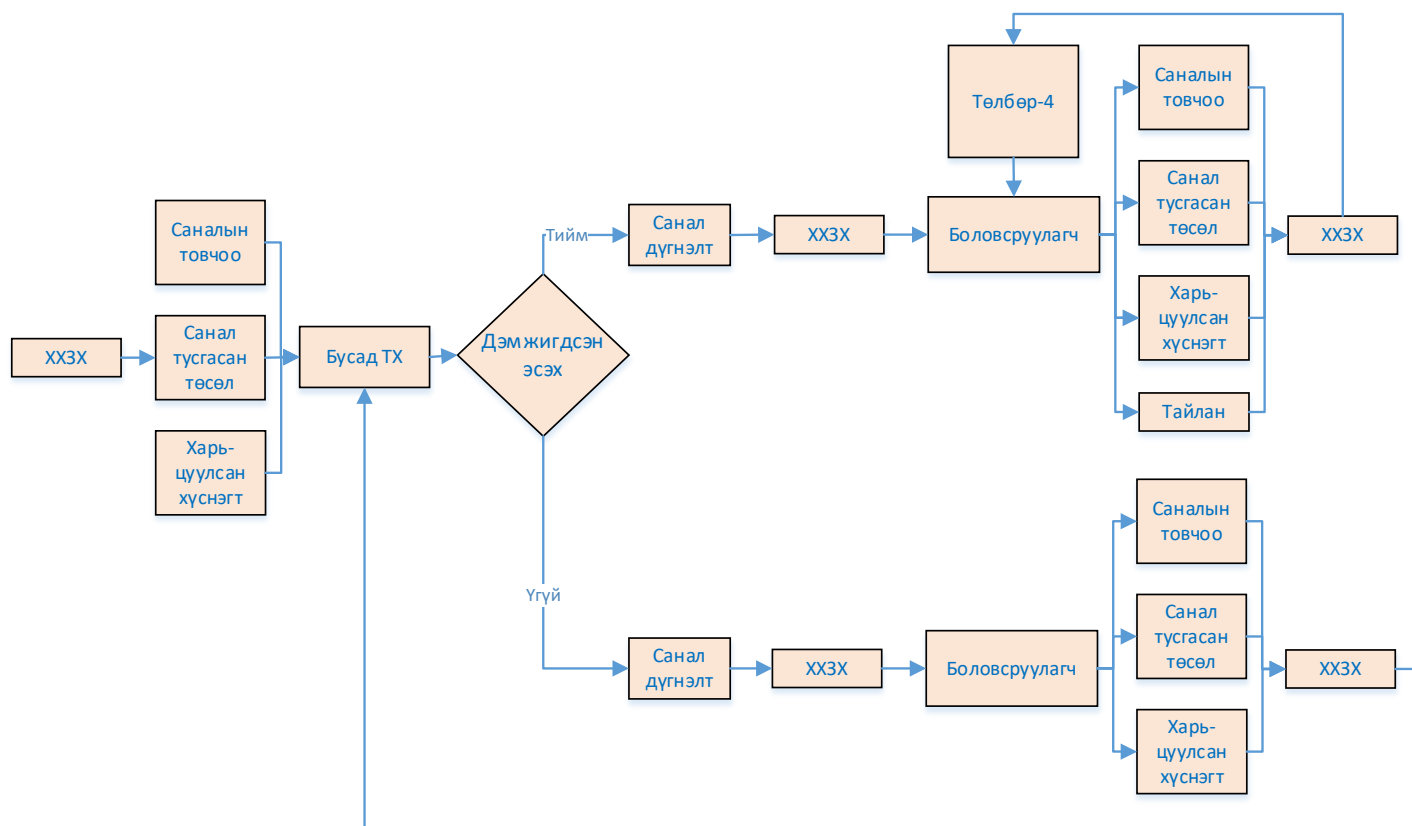 ХХЗХ
Саналын
товчоо
Санал
тусгасан
төсөл
Харь-
цуулсан
хүснэгт
Бусад ТХ
Дэмжигдсэн
эсэх
Тийм
Санал
дүгнэлт
ХХЗХ
Төлбөр-4
Боловсруулагч
Саналын
товчоо
Санал
тусгасан
төсөл
Харь-
цуулсан
хүснэгт
Тайлан
ХХЗХ
Үгүй
Санал
дүгнэлт
ХХЗХ
Боловсруулагч
Саналын
товчоо
Санал
тусгасан
төсөл
Харь-
цуулсан
хүснэгт
ХХЗХ